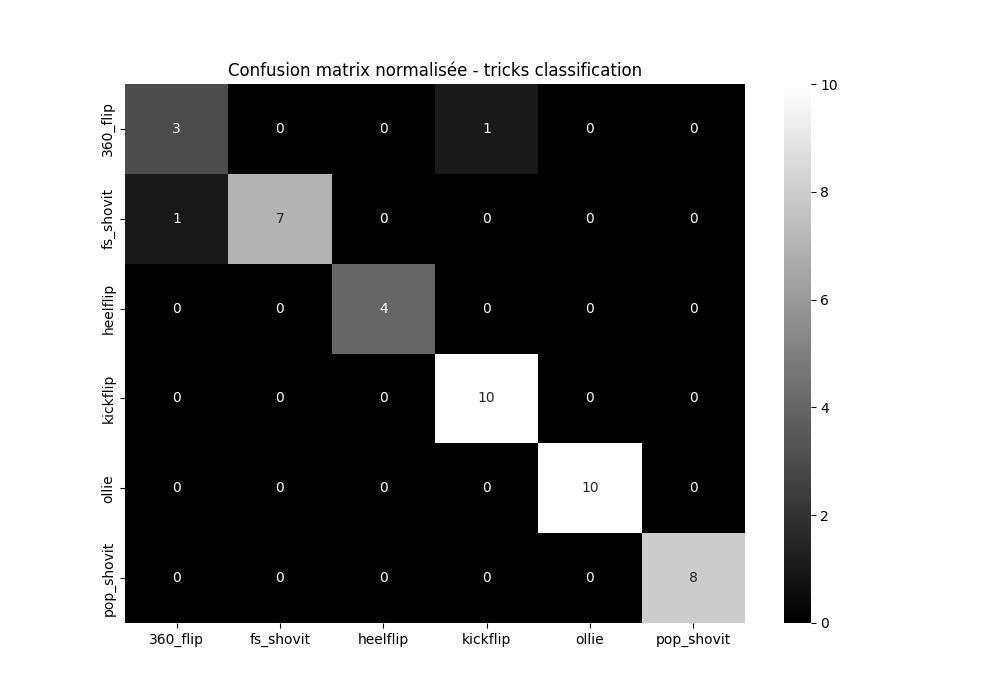 Confusion matrix normalisée - tricks classification
360_flip 3 0 0 1 0 0
fs_shovit 1 7 0 0 0 0
heelflip 0 0 4 0 0 0
kickflip 0 0 0 10 0 0
ollie 0 0 0 0 10 0
pop_shovit 0 0 0 0 0 8
360_flip fs_shovit heelflip kickflip ollie pop_shovit
10
8
6
4
2
0